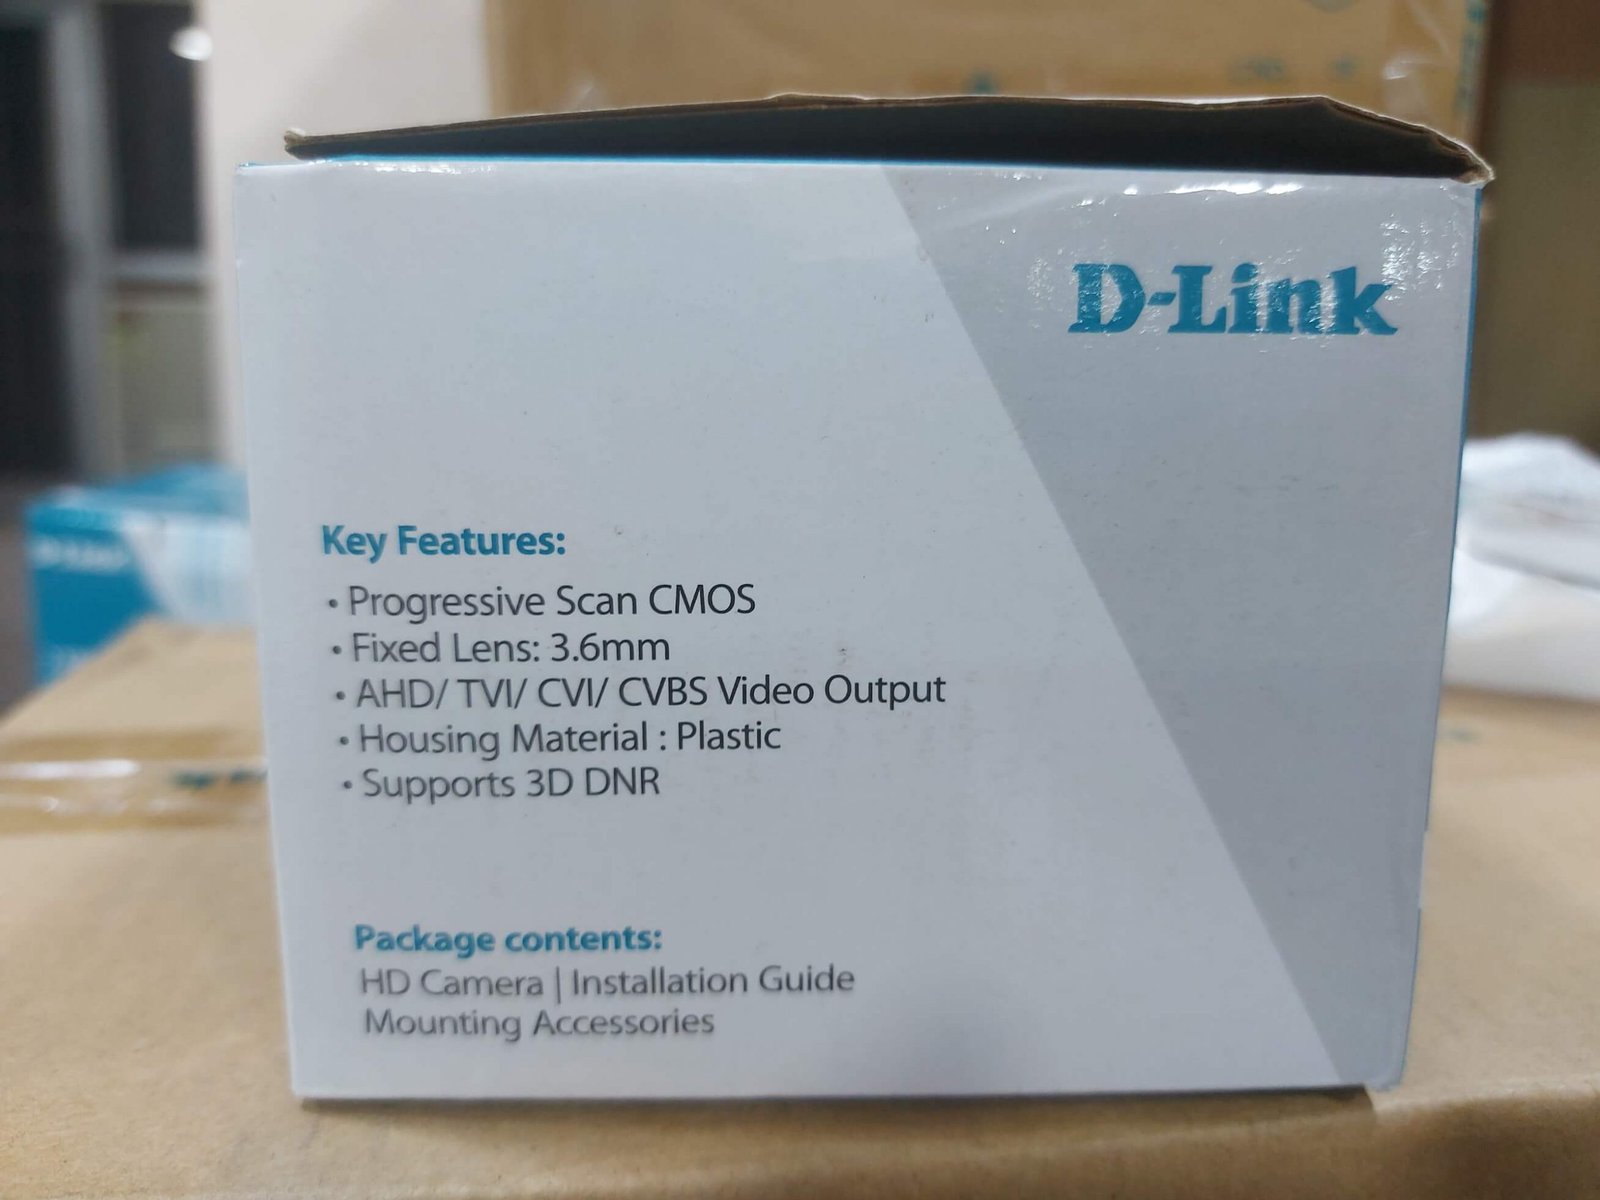 D-Link
Key Features:
• Progressive Scan CMOS
• Fixed Lens: 3.6mm
• AHD/ TVI/ CVI/ CVBS Video Output
• Housing Material : Plastic
• Supports 3D DNR
Package contents:
HD Camera | Installation Guide
Mounting Accessories
D-Link